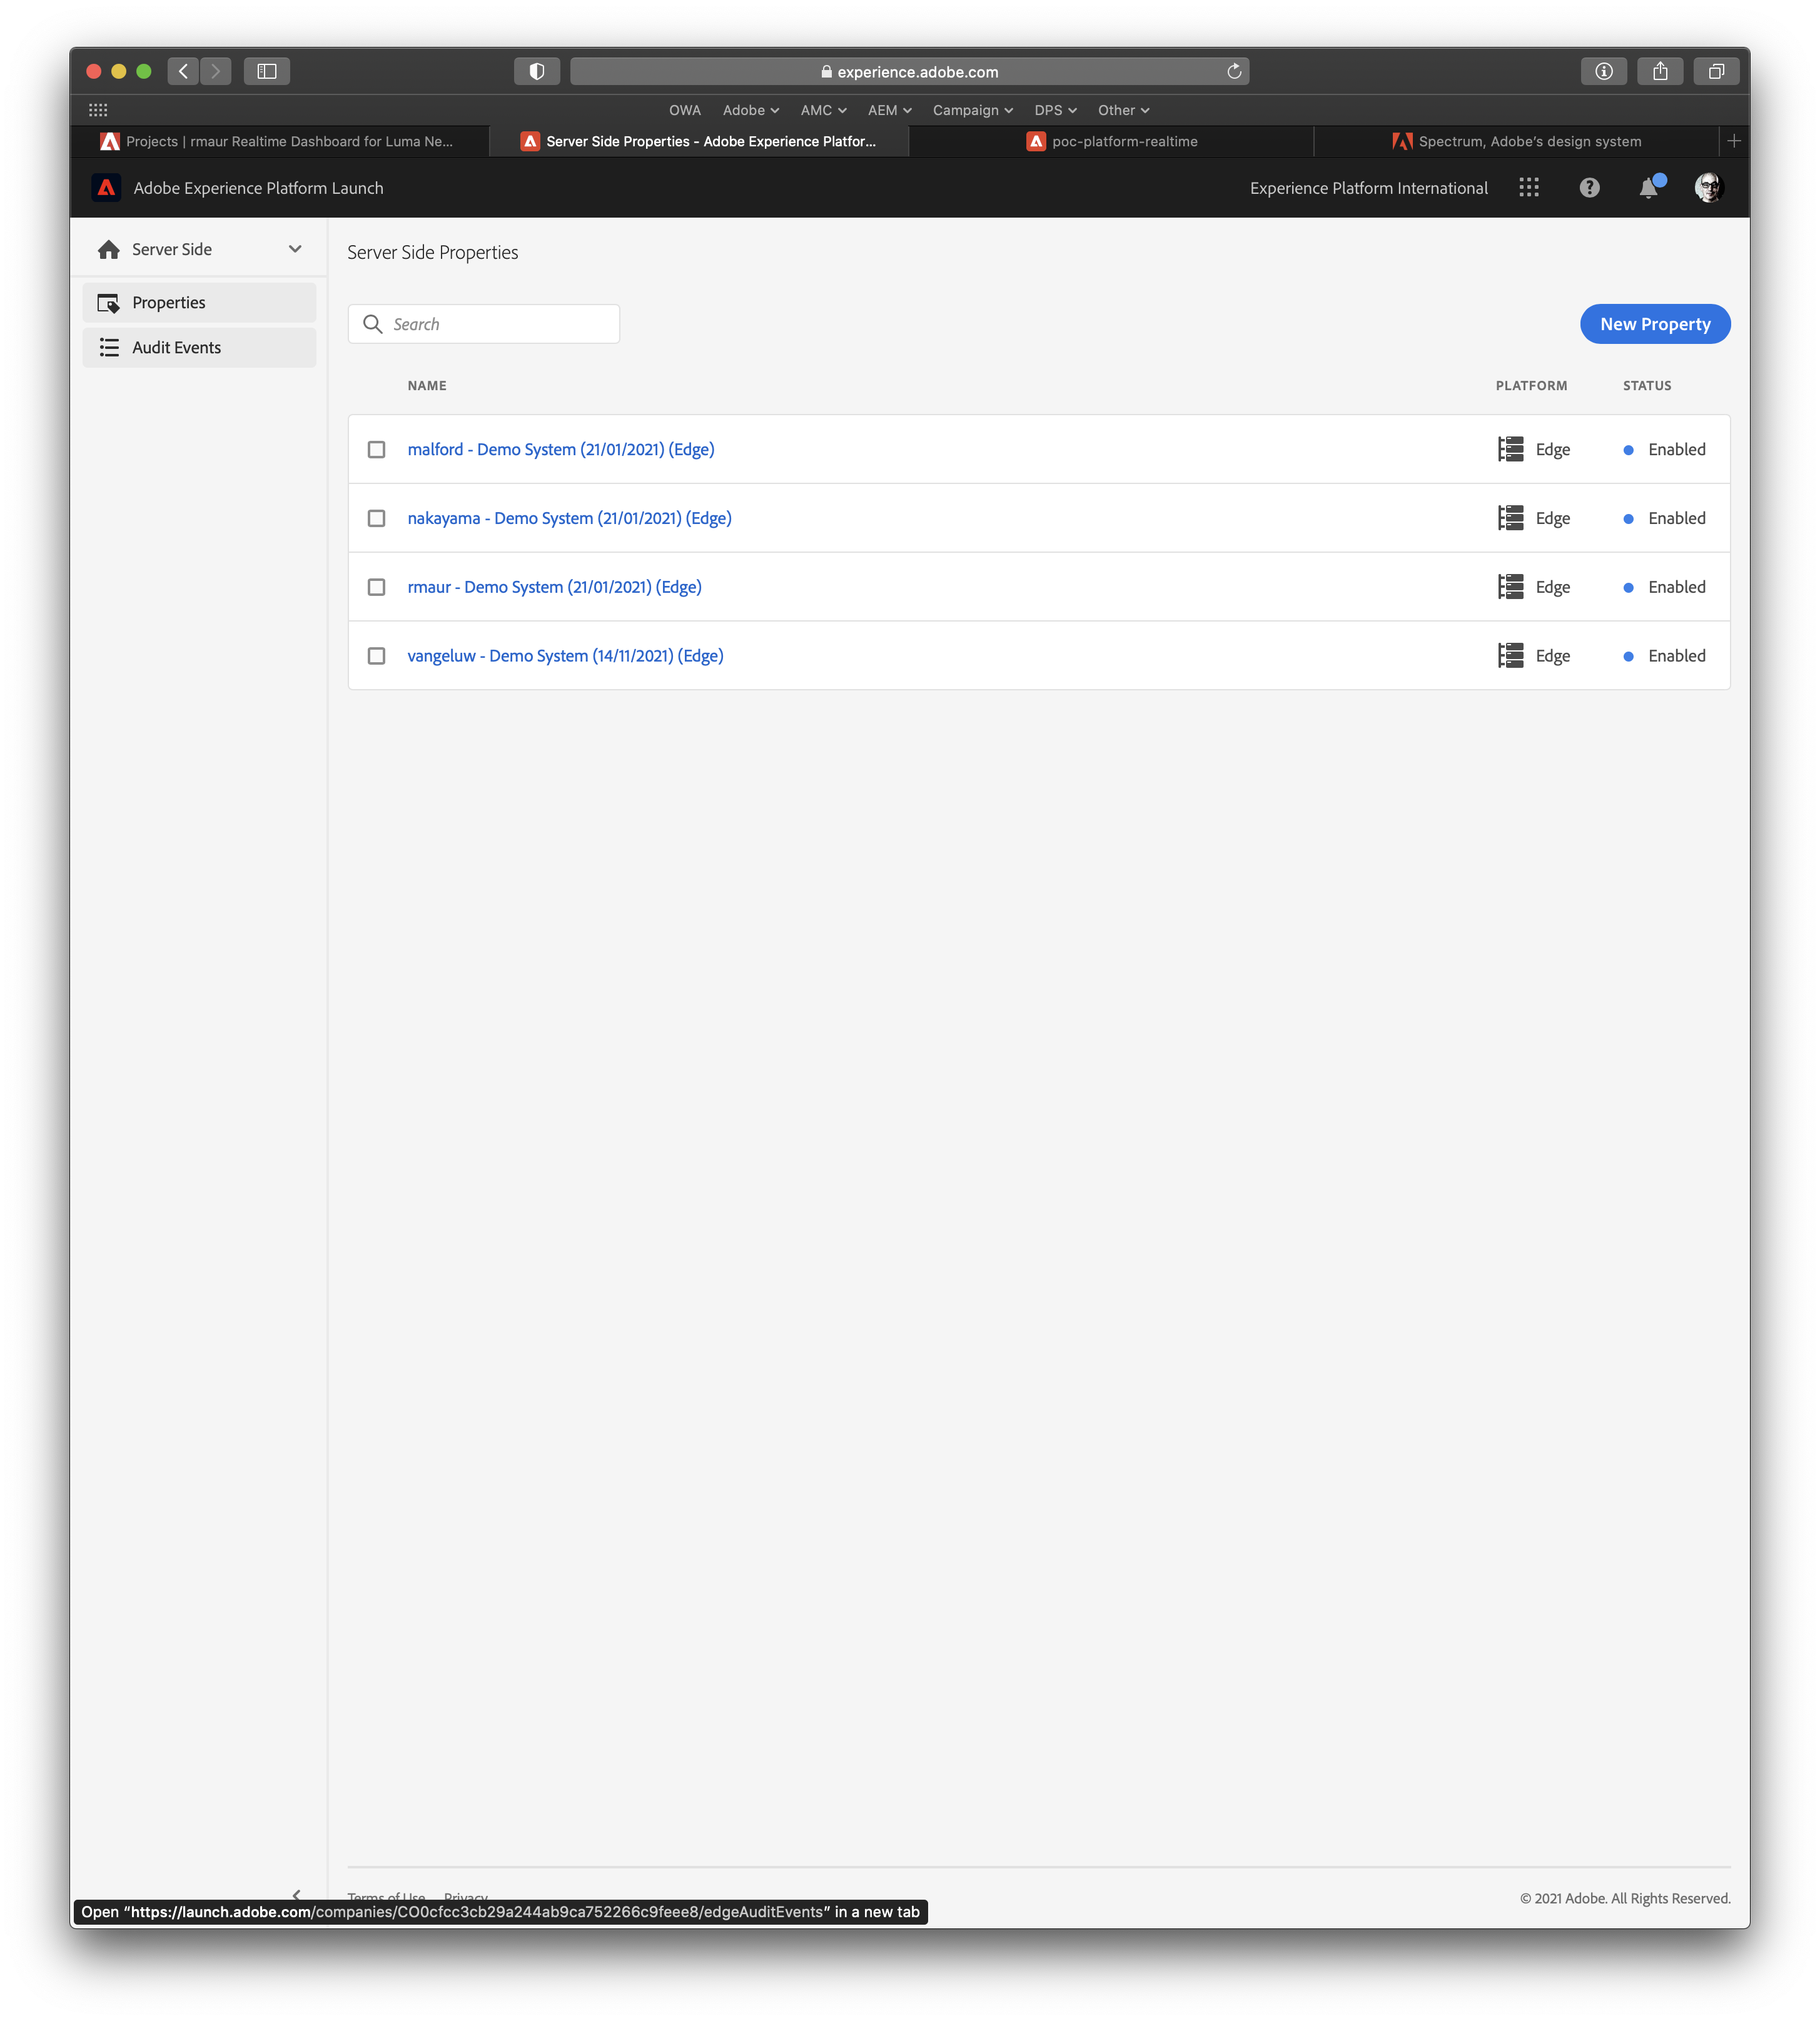 experience.adobe.com
OWA Adobe AMC AEM Campaign DPS Other
Projects | rmaur Realtime Dashboard for Luma Ne... Server Side Properties - Adobe Experience Platfor... poc-platform-realtime Spectrum, Adobe's design system
Adobe Experience Platform Launch Experience Platform International
Server Side
Properties
Audit Events
Server Side Properties
Search
New Property
NAME PLATFORM STATUS
malford - Demo System (21/01/2021) (Edge) Edge Enabled
nakayama - Demo System (21/01/2021) (Edge) Edge Enabled
rmaur - Demo System (21/01/2021) (Edge) Edge Enabled
vangeluw - Demo System (14/11/2021) (Edge) Edge Enabled
Terms of Use Privacy © 2021 Adobe. All Rights Reserved.
Open “https://launch.adobe.com/companies/CO0cfcc3cb29a244ab9ca752266c9feee8/edgeAuditEvents” in a new tab